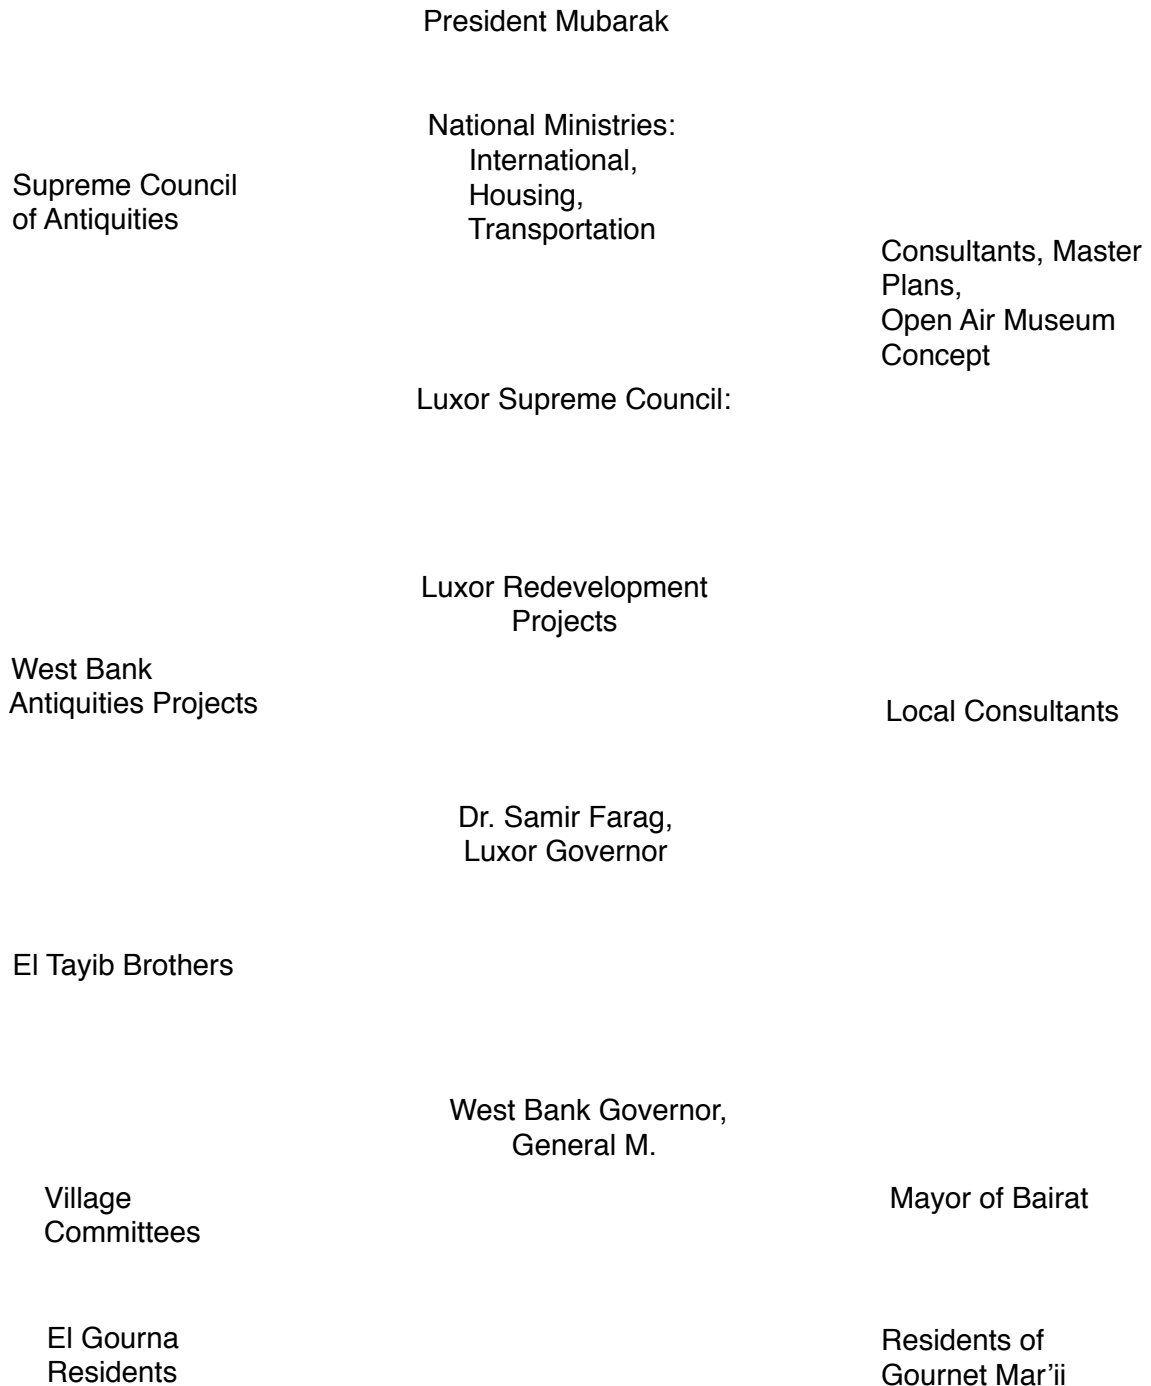 President Mubarak
National Ministries:
International,
Housing,
Transportation
Supreme Council
of Antiquities
Consultants, Master
Plans,
Open Air Museum
Concept
Luxor Supreme Council:
Luxor Redevelopment
Projects
West Bank
Antiquities Projects
Local Consultants
Dr. Samir Farag,
Luxor Governor
El Tayib Brothers
West Bank Governor,
General M.
Village
Committees
Mayor of Bairat
El Gourna
Residents
Residents of
Gournet Mar’ii